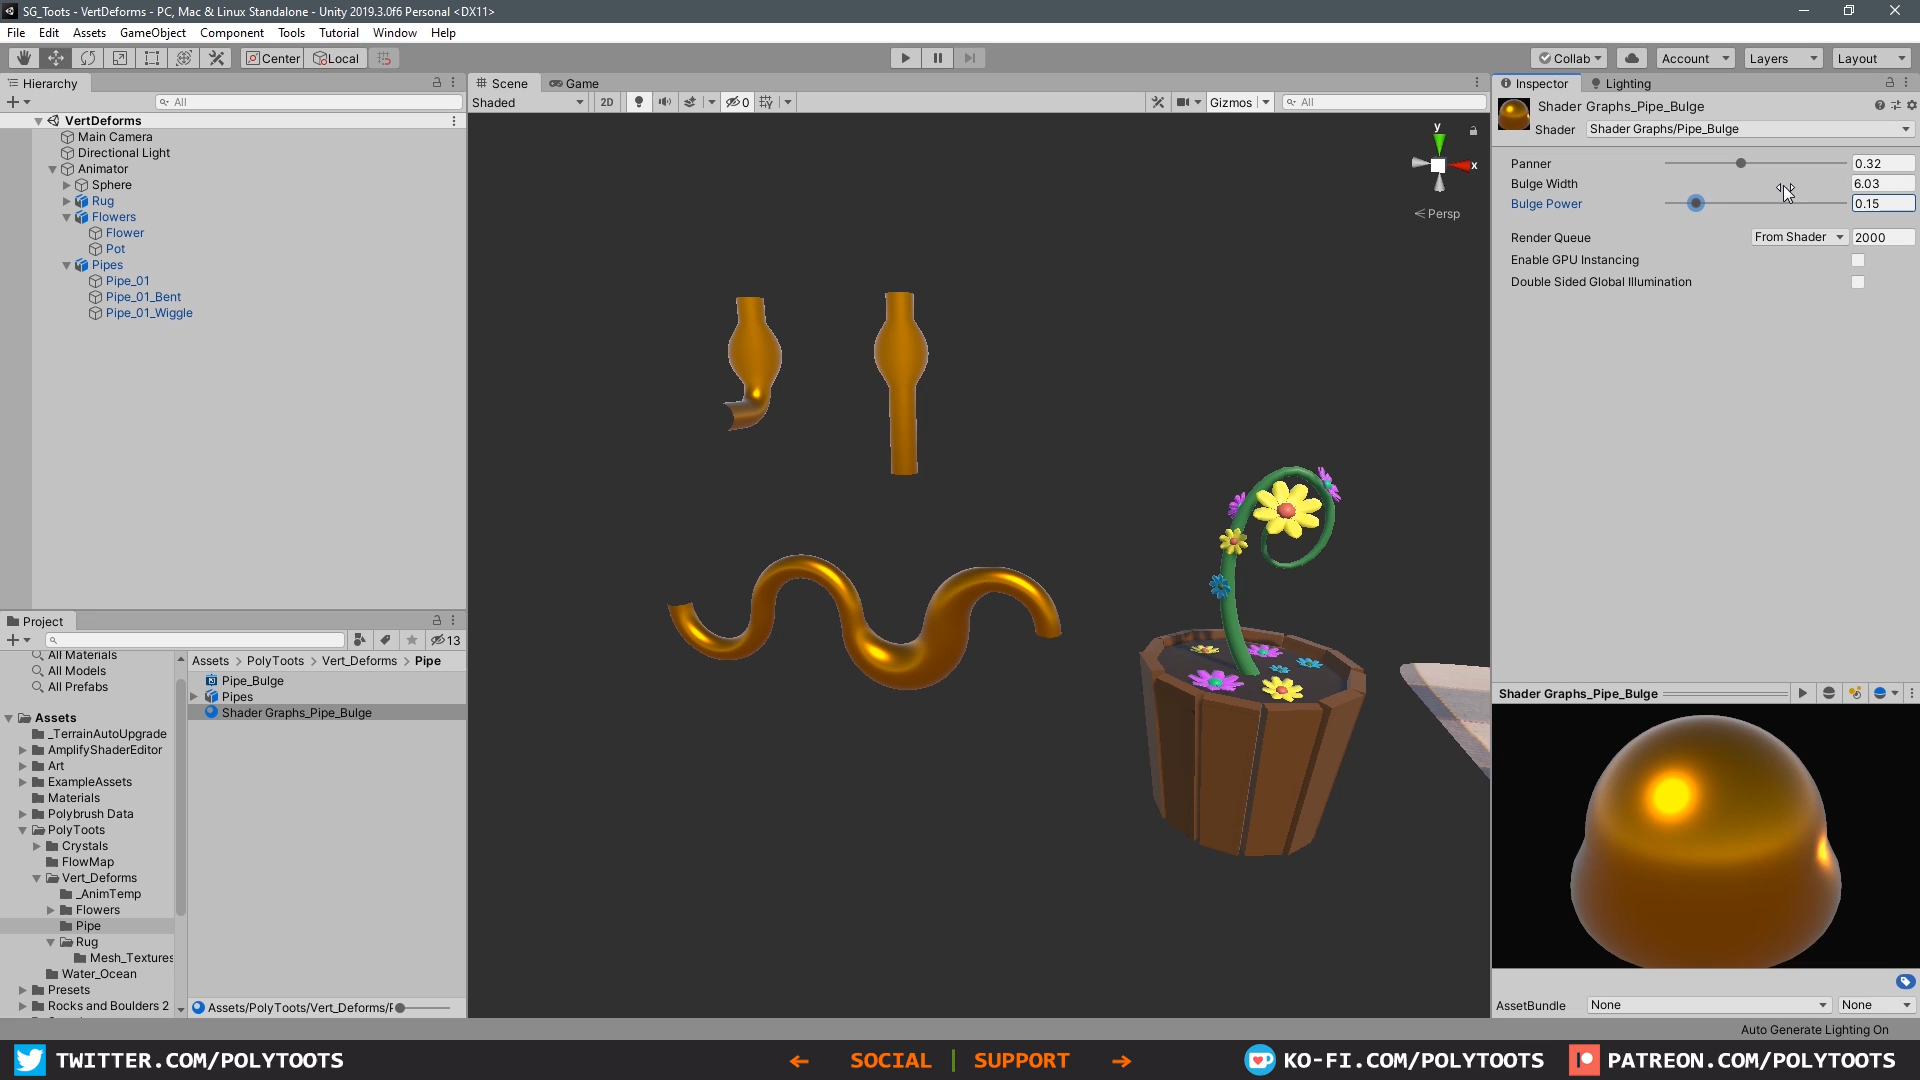 SG_Toots - VertDeforms - PC, Mac & Linux Standalone - Unity 2019.3.0f6 Personal <DX11>
File Edit Assets GameObject Component Tools Tutorial Window Help
Center Local Collab Account Layers Layout
Hierarchy
All
VertDeforms
Main Camera
Directional Light
Animator
Sphere
Rug
Flowers
Flower
Pot
Pipes
Pipe_01
Pipe_01_Bent
Pipe_01_Wiggle
Scene Game
Shaded 2D 0 Gizmos All
y
x
< Persp
Inspector Lighting
Shader Graphs_Pipe_Bulge
Shader Shader Graphs/Pipe_Bulge
Panner 0.32
Bulge Width 6.03
Bulge Power 0.15
Render Queue From Shader 2000
Enable GPU Instancing
Double Sided Global Illumination
Project
13
All Materials
All Models
All Prefabs
Assets
_TerrainAutoUpgrade
AmplifyShaderEditor
Art
ExampleAssets
Materials
Polybrush Data
PolyToots
Crystals
FlowMap
Vert_Deforms
_AnimTemp
Flowers
Pipe
Rug
Mesh_Textures
Water_Ocean
Presets
Rocks and Boulders 2
Assets > PolyToots > Vert_Deforms > Pipe
Pipe_Bulge
Pipes
Shader Graphs_Pipe_Bulge
Assets/PolyToots/Vert_Deforms/
Shader Graphs_Pipe_Bulge
AssetBundle None None
Auto Generate Lighting On
TWITTER.COM/POLYTOOTS ← SOCIAL | SUPPORT → KO-FI.COM/POLYTOOTS PATREON.COM/POLYTOOTS